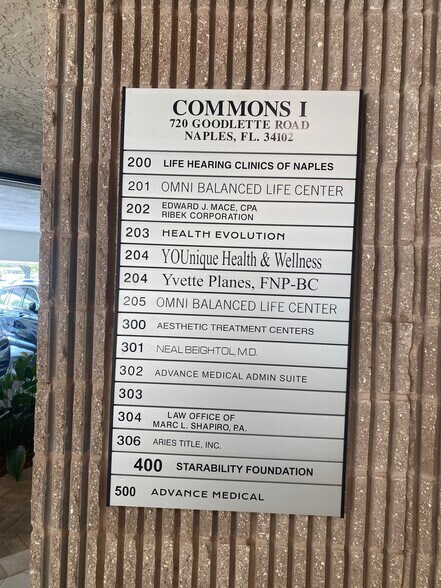 COMMONS I
720 GOODLETTE ROAD
NAPLES, FL. 34102
200 LIFE HEARING CLINICS OF NAPLES
201 OMNI BALANCED LIFE CENTER
202 EDWARD J. MACE, CPA
RIBEK CORPORATION
203 HEALTH EVOLUTION
204 YOUnique Health & Wellness
204 Yvette Planes, FNP-BC
205 OMNI BALANCED LIFE CENTER
300 AESTHETIC TREATMENT CENTERS
301 NEAL BEIGHTOL, M.D.
302 ADVANCE MEDICAL ADMIN SUITE
303
304 LAW OFFICE OF
MARC L. SHAPIRO, P.A.
306 ARIES TITLE, INC.
400 STARABILITY FOUNDATION
500 ADVANCE MEDICAL